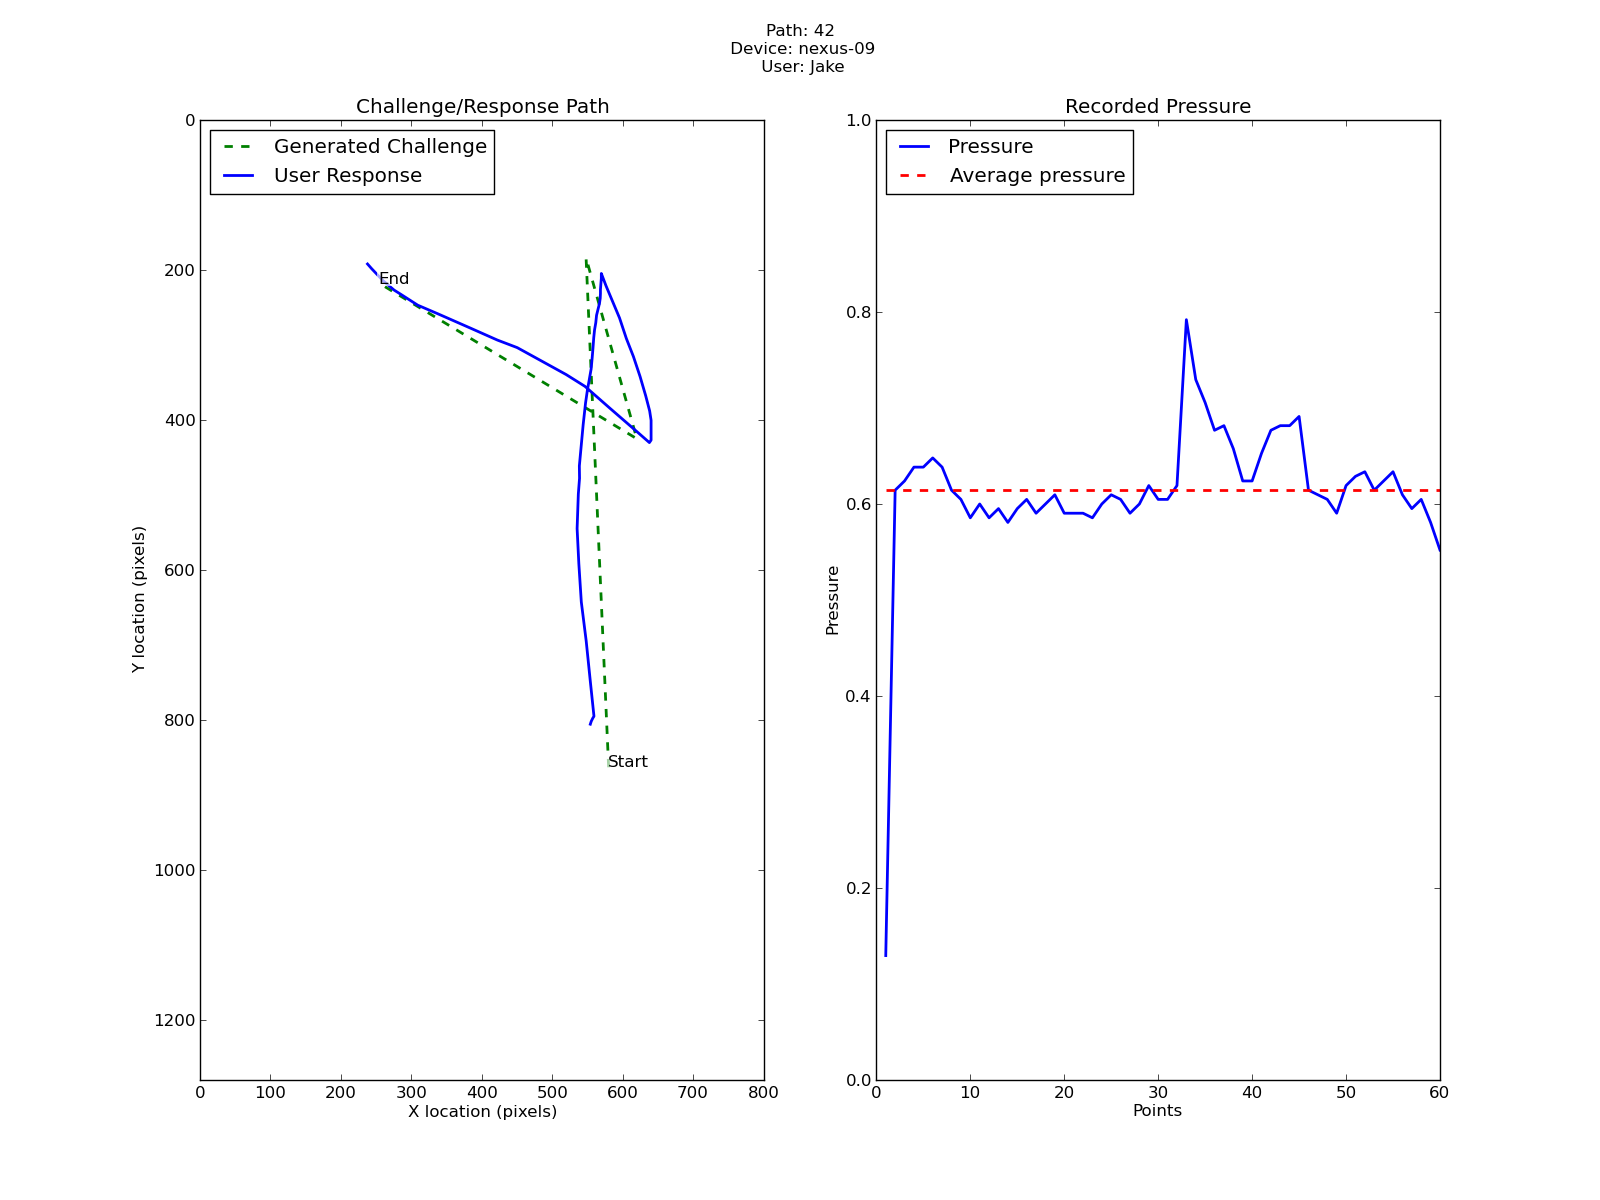 Path: 42
Device: nexus-09
User: Jake
Challenge/Response Path
Generated Challenge
User Response
End
Start
0
200
400
600
800
1000
1200
Y location (pixels)
0 100 200 300 400 500 600 700 800
X location (pixels)
Recorded Pressure
Pressure
Average pressure
1.0
0.8
0.6
0.4
0.2
0.0
Pressure
0 10 20 30 40 50 60
Points